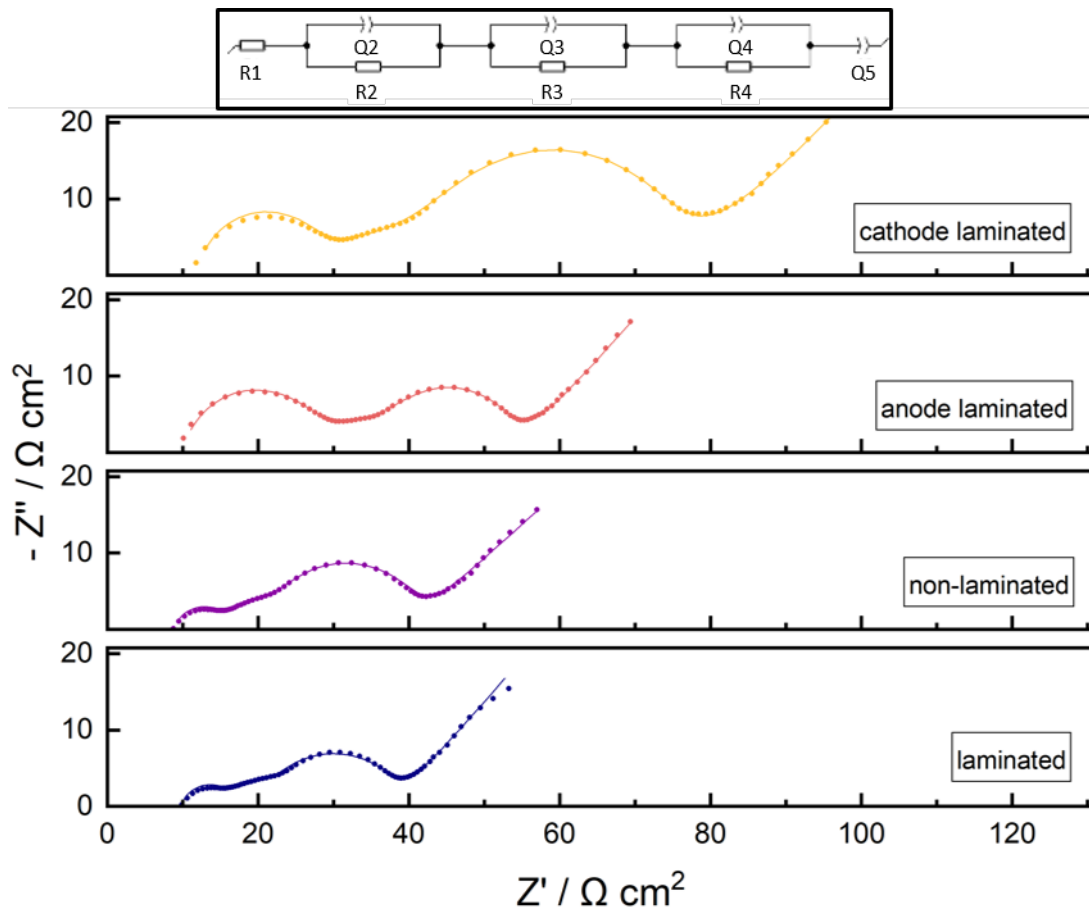 Q2 Q3 Q4
R1 Q5
R2 R3 R4
20
10
cathode laminated
20
10
anode laminated
20
10
non-laminated
20
10
laminated
0
0 20 40 60 80 100 120
- Z" / Ω cm²
Z' / Ω cm²